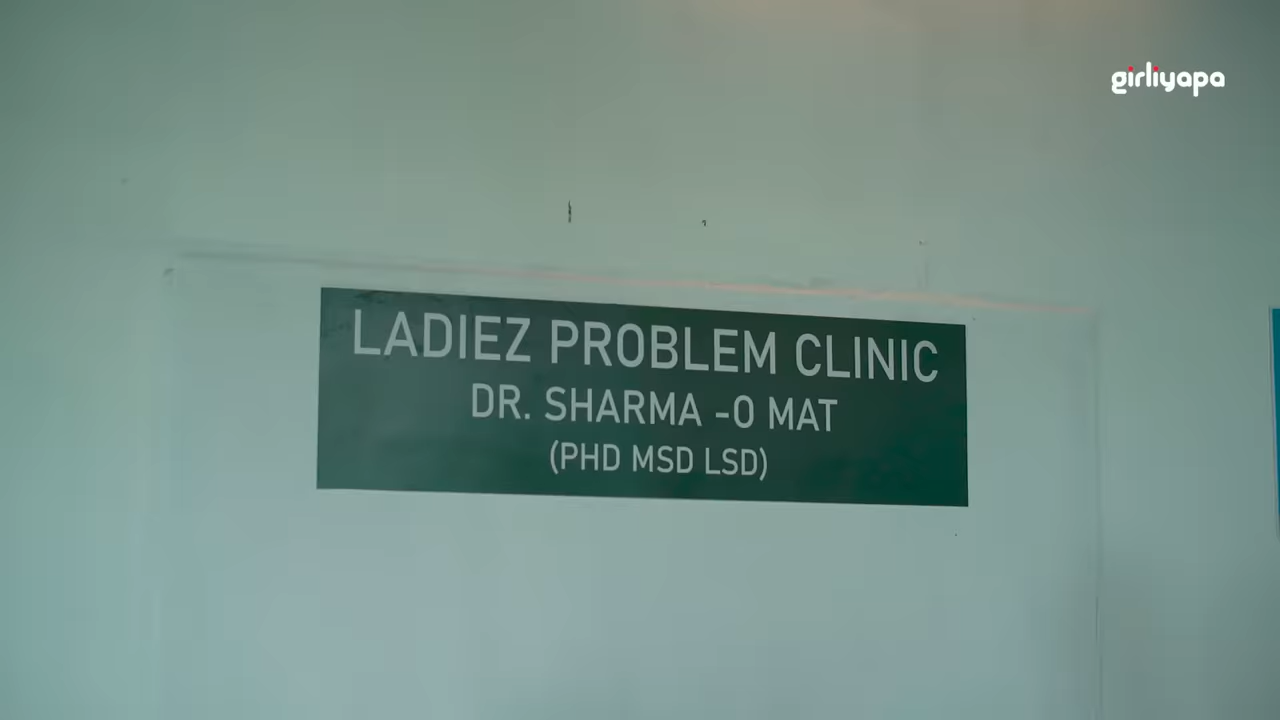 girliyapa
LADIEZ PROBLEM CLINIC
DR. SHARMA -O MAT
(PHD MSD LSD)